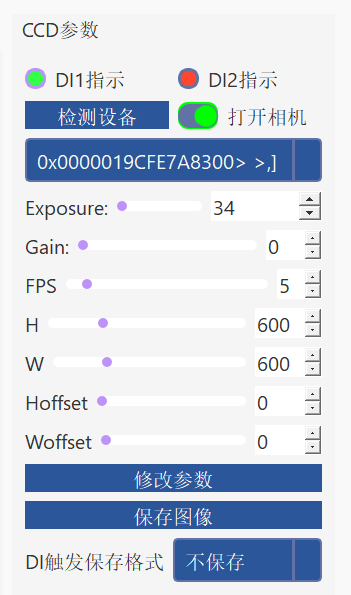 CCD参数
DI1指示 DI2指示
检测设备 打开相机
0x0000019CFE7A8300> >,]
Exposure: 34
Gain: 0
FPS 5
H 600
W 600
Hoffset 0
Woffset 0
修改参数
保存图像
DI触发保存格式 不保存